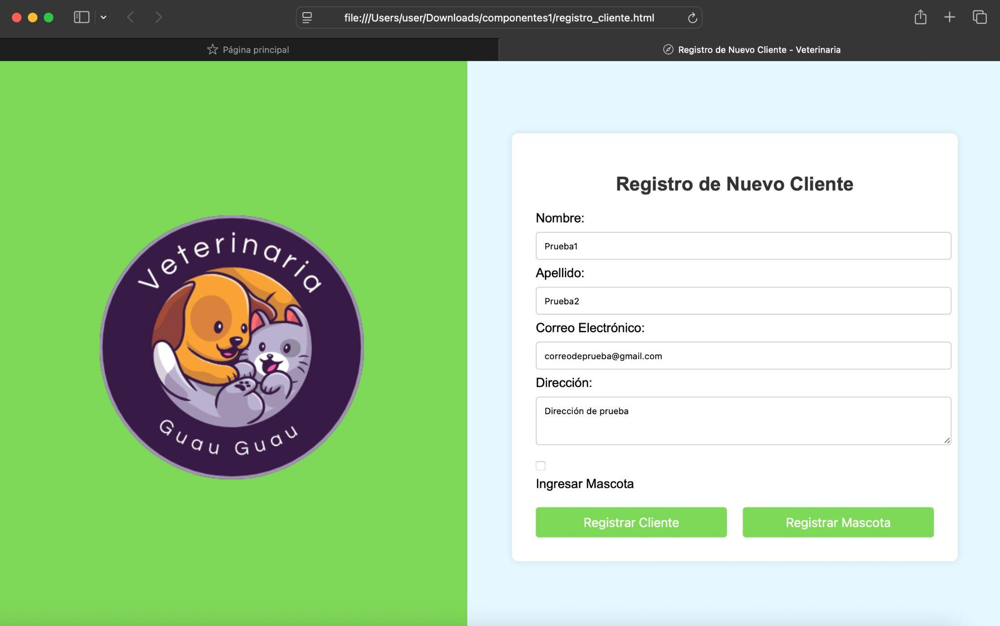 file:///Users/user/Downloads/componentes1/registro_cliente.html
Página principal
Registro de Nuevo Cliente - Veterinaria
Veterinaria
Guau Guau
Registro de Nuevo Cliente
Nombre:
Prueba1
Apellido:
Prueba2
Correo Electrónico:
correodeprueba@gmail.com
Dirección:
Dirección de prueba
Ingresar Mascota
Registrar Cliente
Registrar Mascota